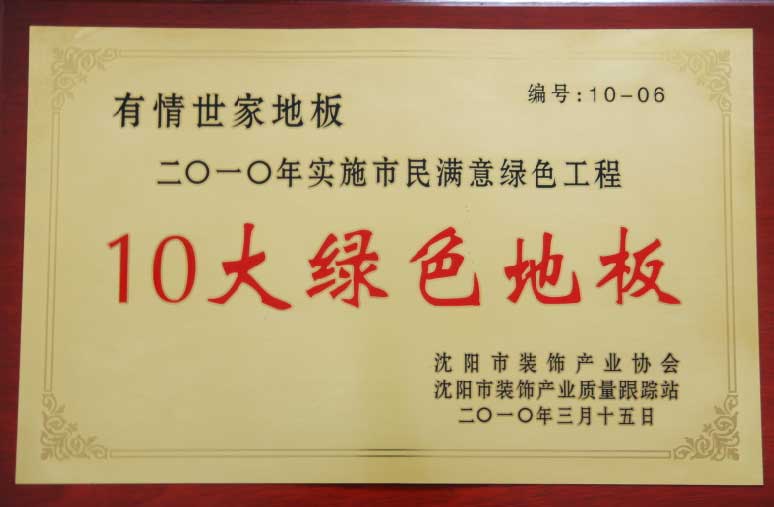 有情世家地板
编号:10-06
二〇一〇年实施市民满意绿色工程
10大绿色地板
沈阳市装饰产业协会
沈阳市装饰产业质量跟踪站
二〇一〇年三月十五日